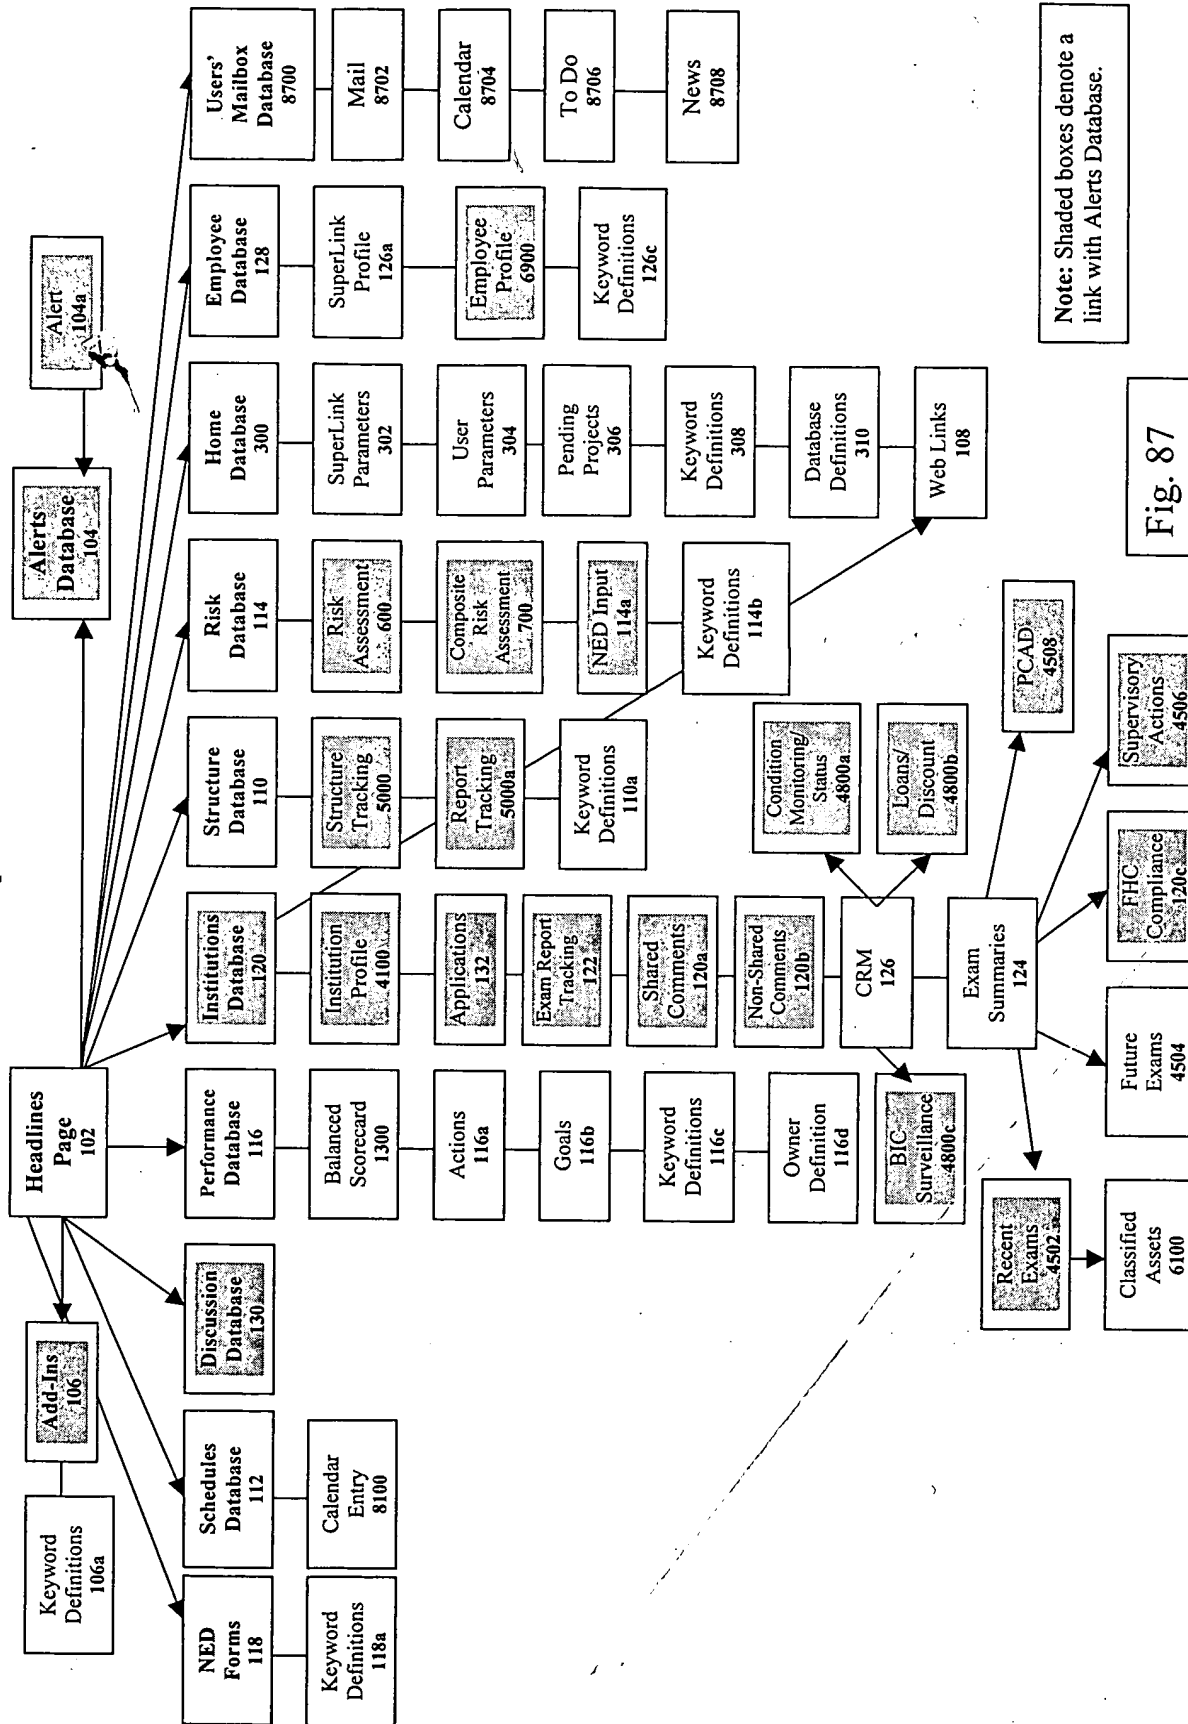 Headlines
Page
102
Alerts
Database
104
Alert
104a
Add-Ins
106
Keyword
Definitions
106a
NED
Forms
118
Keyword
Definitions
118a
Schedules
Database
112
Calendar
Entry
8100
Discussion
Database
130
Performance
Database
116
Balanced
Scorecard
1300
Actions
116a
Goals
116b
Keyword
Definitions
116c
Owner
Definition
116d
Institutions
Database
120
Institution
Profile
4100
Applications
132
Exam Report
Tracking
122
Shared
Comments
120a
Non-Shared
Comments
120b
CRM
126
Exam
Summaries
124
Structure
Database
110
Structure
Tracking
5000
Report
Tracking
5000a
Keyword
Definitions
110a
Risk
Database
114
Risk
Assessment
600
Composite
Risk
Assessment
700
NED Input
114a
Keyword
Definitions
114b
Home
Database
300
SuperLink
Parameters
302
User
Parameters
304
Pending
Projects
306
Keyword
Definitions
308
Database
Definitions
310
Web Links
108
Employee
Database
128
SuperLink
Profile
126a
Employee
Profile
6900
Keyword
Definitions
126c
Users'
Mailbox
Database
8700
Mail
8702
Calendar
8704
To Do
8706
News
8708
Condition
Monitoring/
Status
4800a
Loans/
Discount
4800b
BIC-
Surveillance
4800c
Recent
Exams
4502
Classified
Assets
6100
Future
Exams
4504
FHC
Compliance
120c
Supervisory
Actions
4506
PCAD
4508
Note: Shaded boxes denote a
link with Alerts Database.
Fig. 87